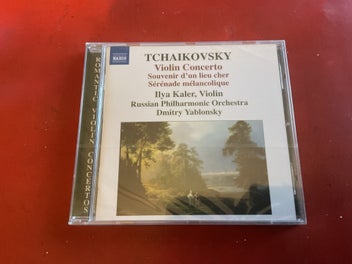 NAXOS
TCHAIKOVSKY
Violin Concerto
Souvenir d'un lieu cher
Sérénade mélancolique
Ilya Kaler, Violin
Russian Philharmonic Orchestra
Dmitry Yablonsky
ROMANTIC VIOLIN CONCERTOS